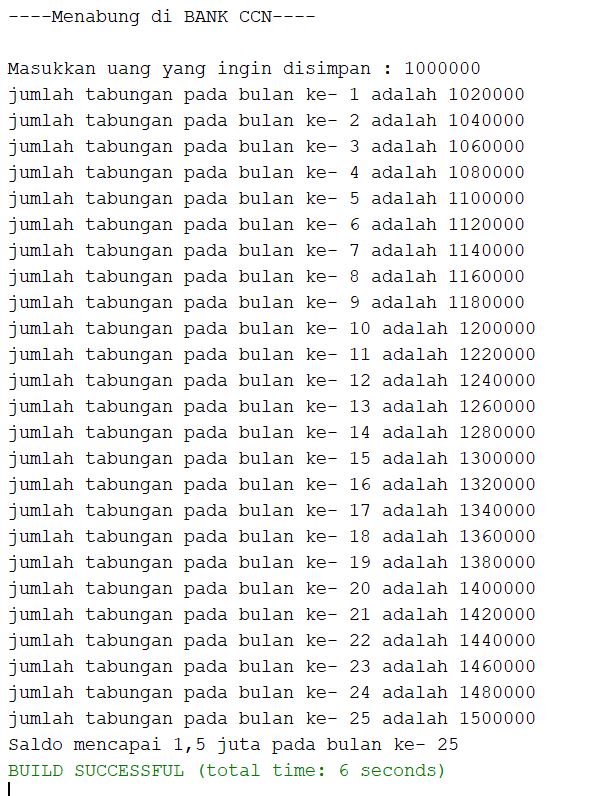 ----Menabung di BANK CCN----
Masukkan uang yang ingin disimpan : 1000000
jumlah tabungan pada bulan ke- 1 adalah 1020000
jumlah tabungan pada bulan ke- 2 adalah 1040000
jumlah tabungan pada bulan ke- 3 adalah 1060000
jumlah tabungan pada bulan ke- 4 adalah 1080000
jumlah tabungan pada bulan ke- 5 adalah 1100000
jumlah tabungan pada bulan ke- 6 adalah 1120000
jumlah tabungan pada bulan ke- 7 adalah 1140000
jumlah tabungan pada bulan ke- 8 adalah 1160000
jumlah tabungan pada bulan ke- 9 adalah 1180000
jumlah tabungan pada bulan ke- 10 adalah 1200000
jumlah tabungan pada bulan ke- 11 adalah 1220000
jumlah tabungan pada bulan ke- 12 adalah 1240000
jumlah tabungan pada bulan ke- 13 adalah 1260000
jumlah tabungan pada bulan ke- 14 adalah 1280000
jumlah tabungan pada bulan ke- 15 adalah 1300000
jumlah tabungan pada bulan ke- 16 adalah 1320000
jumlah tabungan pada bulan ke- 17 adalah 1340000
jumlah tabungan pada bulan ke- 18 adalah 1360000
jumlah tabungan pada bulan ke- 19 adalah 1380000
jumlah tabungan pada bulan ke- 20 adalah 1400000
jumlah tabungan pada bulan ke- 21 adalah 1420000
jumlah tabungan pada bulan ke- 22 adalah 1440000
jumlah tabungan pada bulan ke- 23 adalah 1460000
jumlah tabungan pada bulan ke- 24 adalah 1480000
jumlah tabungan pada bulan ke- 25 adalah 1500000
Saldo mencapai 1,5 juta pada bulan ke- 25
BUILD SUCCESSFUL (total time: 6 seconds)